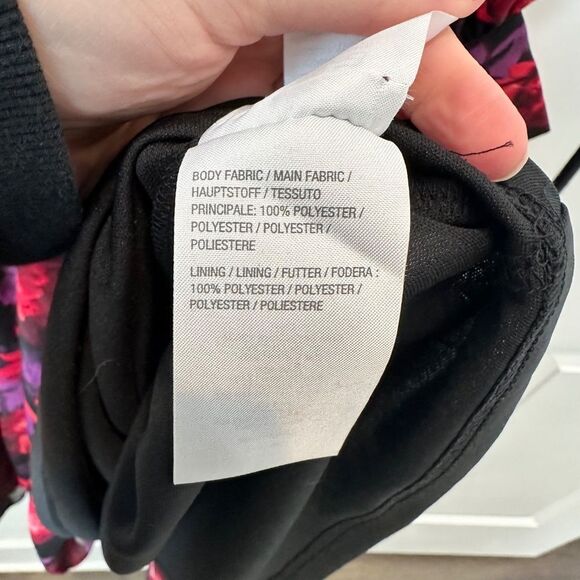 BODY FABRIC / MAIN FABRIC /
HAUPTSTOFF / TESSUTO
PRINCIPALE: 100% POLYESTER /
POLYESTER / POLYESTER /
POLIESTERE
LINING / LINING / FUTTER / FODERA :
100% POLYESTER / POLYESTER /
POLYESTER / POLIESTERE